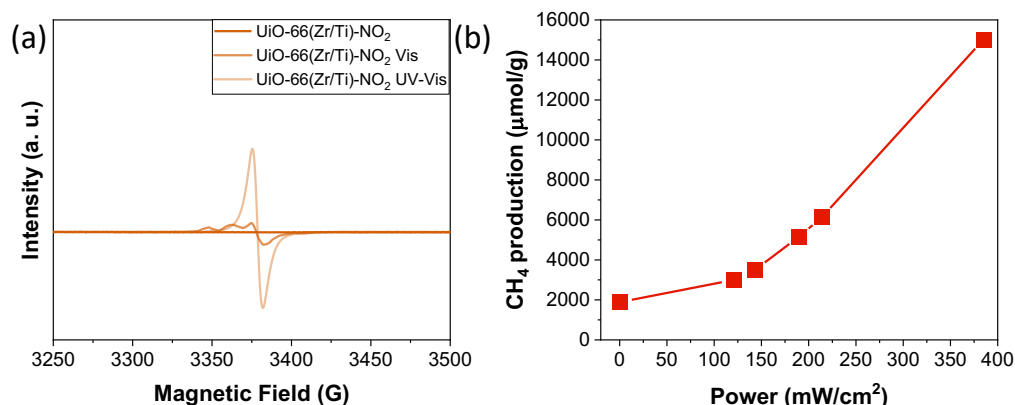 (a)
UiO-66(Zr/Ti)-NO₂
UiO-66(Zr/Ti)-NO₂ Vis
UiO-66(Zr/Ti)-NO₂ UV-Vis
Intensity (a. u.)
3250 3300 3350 3400 3450 3500
Magnetic Field (G)
(b)
16000
14000
12000
10000
8000
6000
4000
2000
0
CH₄ production (μmol/g)
0 50 100 150 200 250 300 350 400
Power (mW/cm²)